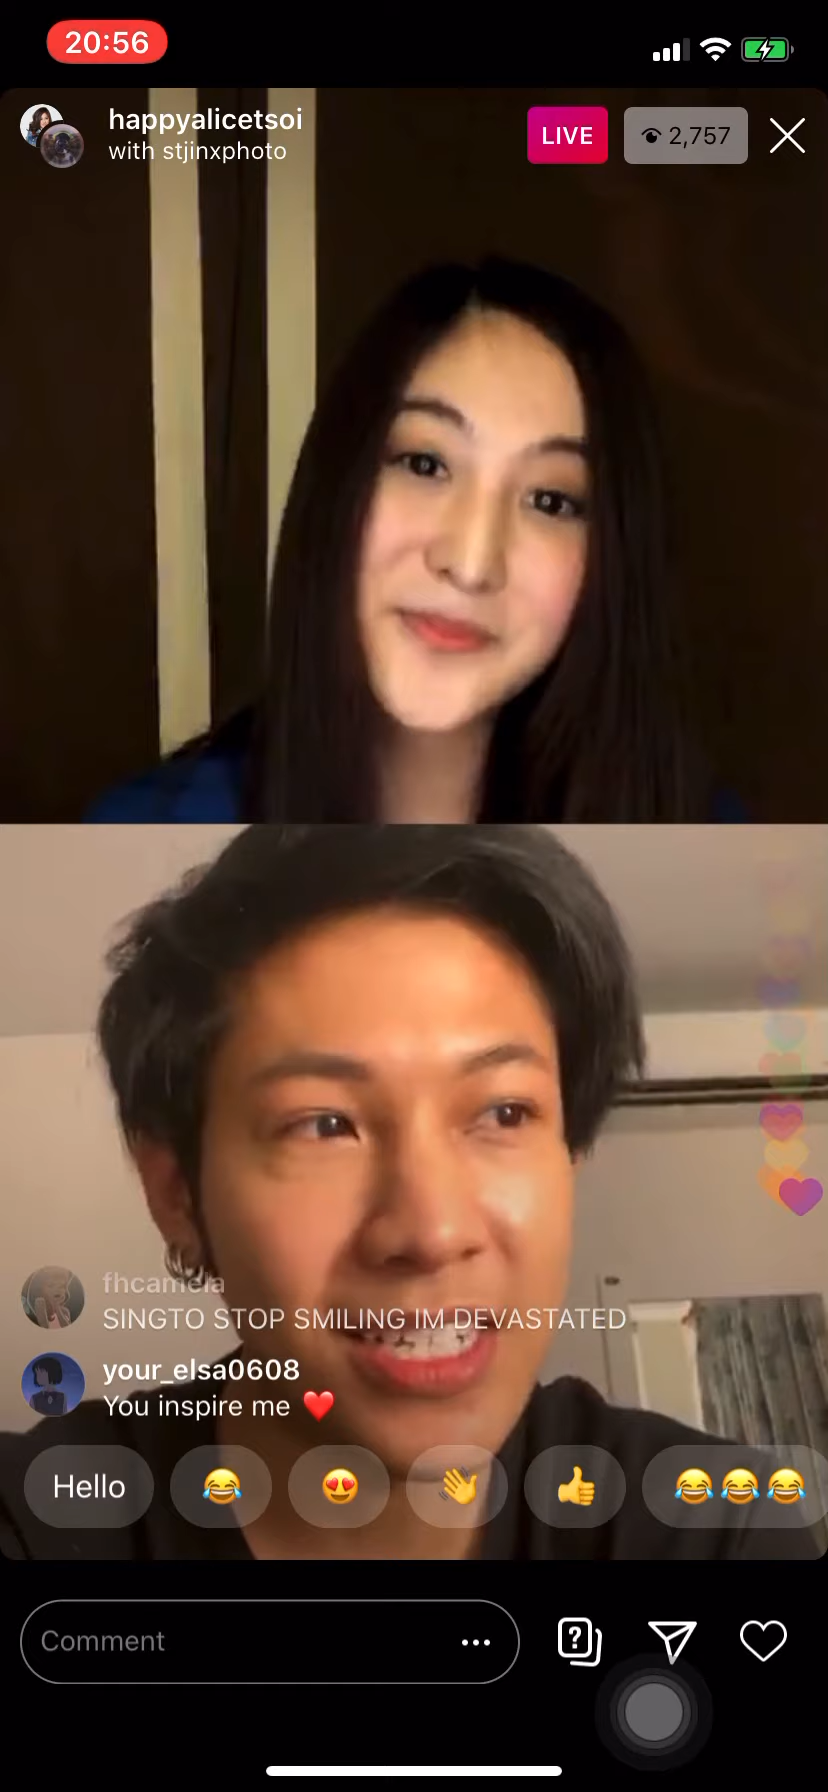 20:56
happyalicetsoi
with stjinxphoto
LIVE
2,757
fhcamela
SINGTO STOP SMILING IM DEVASTATED
your_elsa0608
You inspire me ❤️
Hello
😂
😍
👋
👍
😂😂😂
Comment